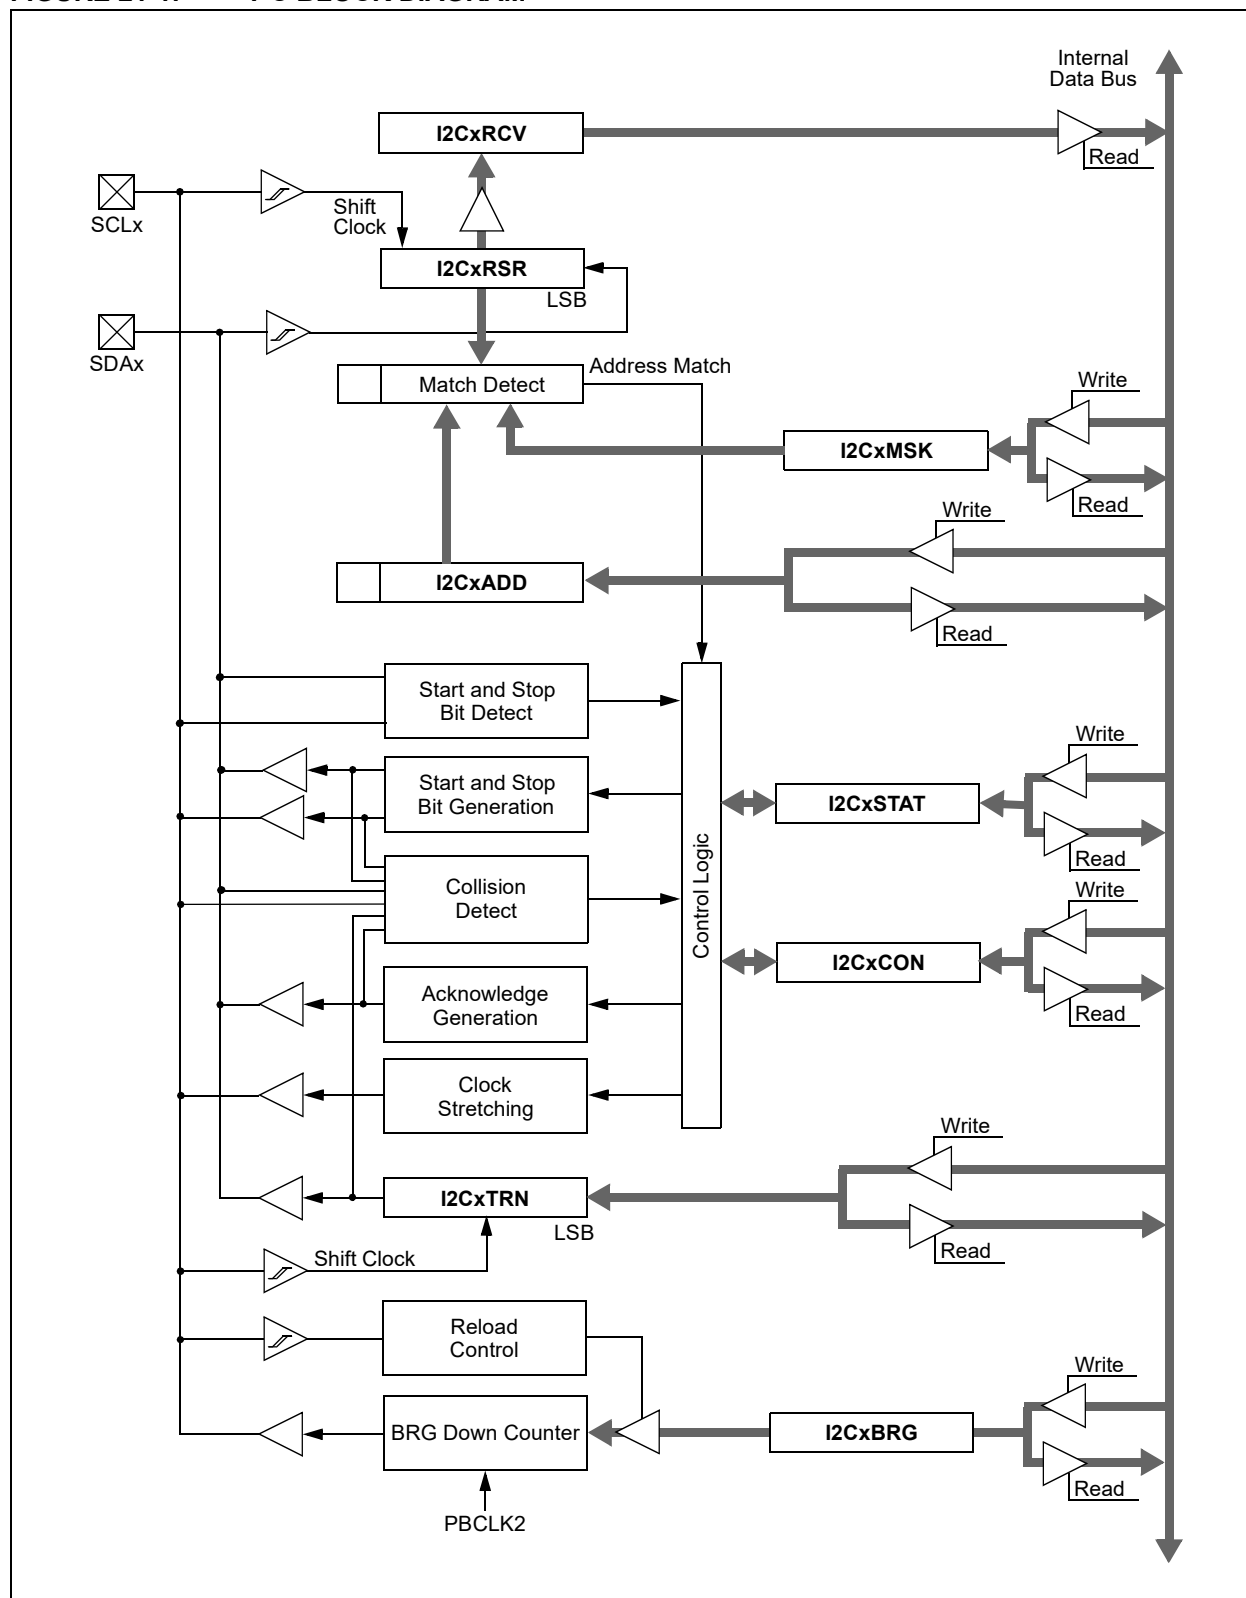 Internal
Data Bus
I2CxRCV
Read
SCLx
Shift
Clock
I2CxRSR
LSB
SDAx
Address Match
Match Detect
Write
I2CxMSK
Read
Write
I2CxADD
Read
Start and Stop
Bit Detect
Start and Stop
Bit Generation
Write
I2CxSTAT
Read
Collision
Detect
Control Logic
Write
I2CxCON
Read
Acknowledge
Generation
Clock
Stretching
Write
I2CxTRN
LSB
Read
Shift Clock
Reload
Control
Write
I2CxBRG
BRG Down Counter
Read
PBCLK2